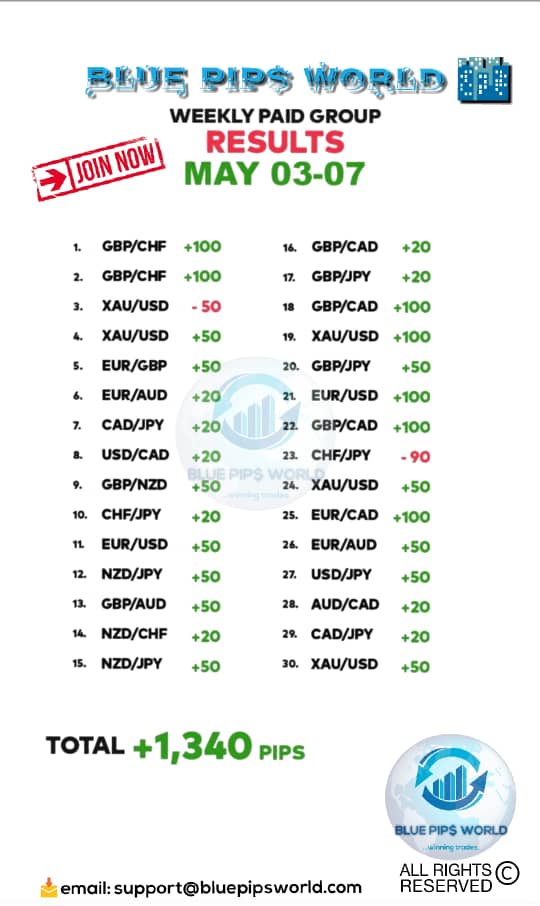 BLUE PIP$ WORLD
WEEKLY PAID GROUP
RESULTS
MAY 03-07
JOIN NOW
1. GBP/CHF +100
2. GBP/CHF +100
3. XAU/USD - 50
4. XAU/USD +50
5. EUR/GBP +50
6. EUR/AUD +20
7. CAD/JPY +20
8. USD/CAD +20
9. GBP/NZD +50
10. CHF/JPY +20
11. EUR/USD +50
12. NZD/JPY +50
13. GBP/AUD +50
14. NZD/CHF +20
15. NZD/JPY +50
16. GBP/CAD +20
17. GBP/JPY +20
18 GBP/CAD +100
19. XAU/USD +100
20. GBP/JPY +50
21. EUR/USD +100
22. GBP/CAD +100
23. CHF/JPY - 90
24. XAU/USD +50
25. EUR/CAD +100
26. EUR/AUD +50
27. USD/JPY +50
28. AUD/CAD +20
29. CAD/JPY +20
30. XAU/USD +50
BLUE PIP$ WORLD
...winning trades
TOTAL +1,340 PIPS
BLUE PIP$ WORLD
...winning trades
ALL RIGHTS ©
RESERVED
email: support@bluepipsworld.com